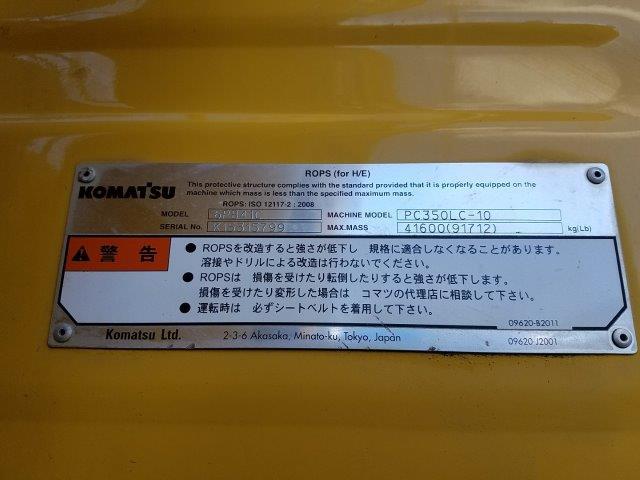 ROPS (for H/E)
KOMATSU
This protective structure complies with the standard provided that it is properly equipped on the
machine which mass is less than the specified maximum mass.
ROPS: ISO 12117-2 : 2008
MODEL MACHINE MODEL PC350LC-10
SERIAL No. MAX.MASS 41600(91712) kg(Lb)
警告
● ROPSを改造すると強さが低下し 規格に適合しなくなることがあります。
溶接やドリルによる改造は行わないでください。
● ROPSは 損傷を受けたり転倒したりすると強さが低下します。
損傷を受けたり変形した場合は コマツの代理店に相談して下さい。
● 運転時は 必ずシートベルトを着用して下さい。
09620-B2011
Komatsu Ltd. 2-3-6 Akasaka, Minato-ku, Tokyo, Japan 09620-J2001